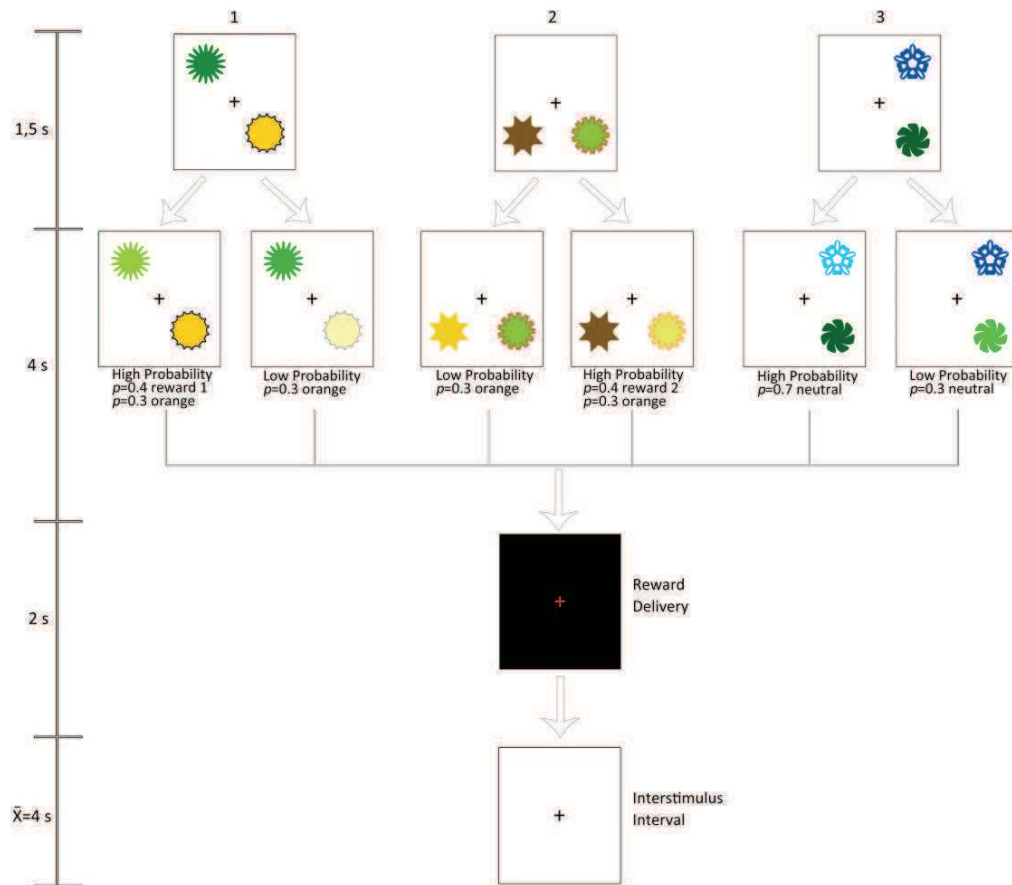 1 2 3
1,5 s
High Probability
p=0.4 reward 1
p=0.3 orange
Low Probability
p=0.3 orange
Low Probability
p=0.3 orange
High Probability
p=0.4 reward 2
p=0.3 orange
High Probability
p=0.7 neutral
Low Probability
p=0.3 neutral
4 s
Reward
Delivery
2 s
Interstimulus
Interval
X̄=4 s